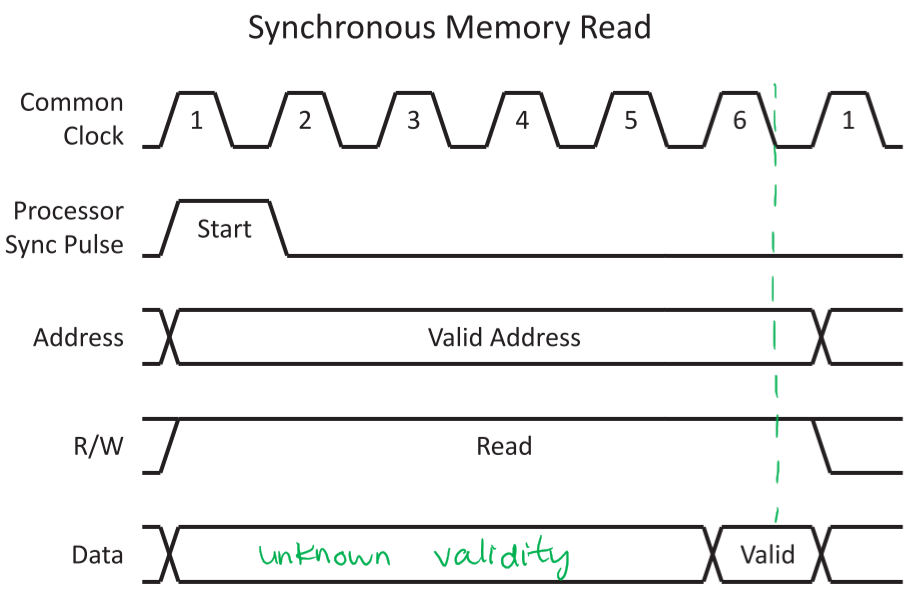 Synchronous Memory Read
Common
Clock
1 2 3 4 5 6 1
Processor
Sync Pulse
Start
Address
Valid Address
R/W
Read
Data
unknown validity
Valid